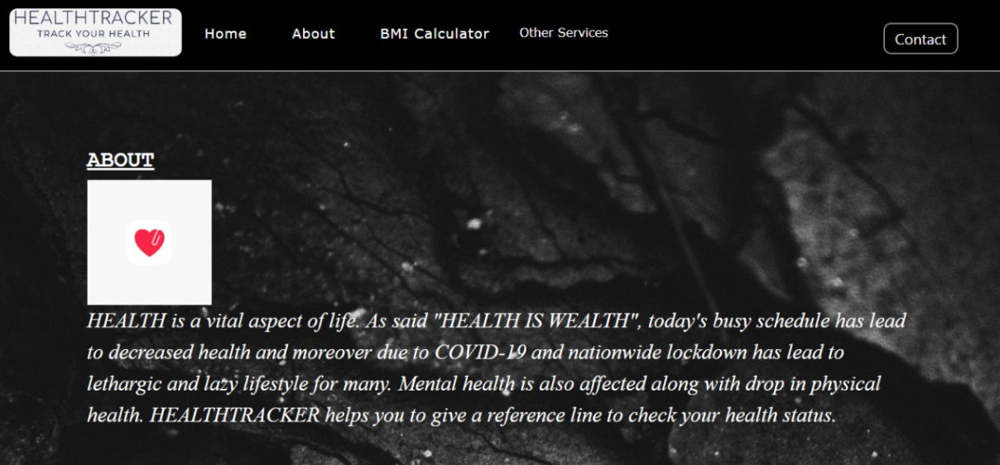 HEALTHTRACKER
TRACK YOUR HEALTH
Home
About
BMI Calculator
Other Services
Contact
ABOUT
HEALTH is a vital aspect of life. As said "HEALTH IS WEALTH", today's busy schedule has lead
to decreased health and moreover due to COVID-19 and nationwide lockdown has lead to
lethargic and lazy lifestyle for many. Mental health is also affected along with drop in physical
health. HEALTHTRACKER helps you to give a reference line to check your health status.